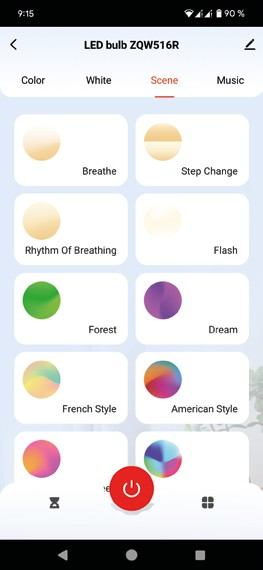 9:15 90 %
LED bulb ZQW516R
Color White Scene Music
Breathe Step Change
Rhythm Of Breathing Flash
Forest Dream
French Style American Style